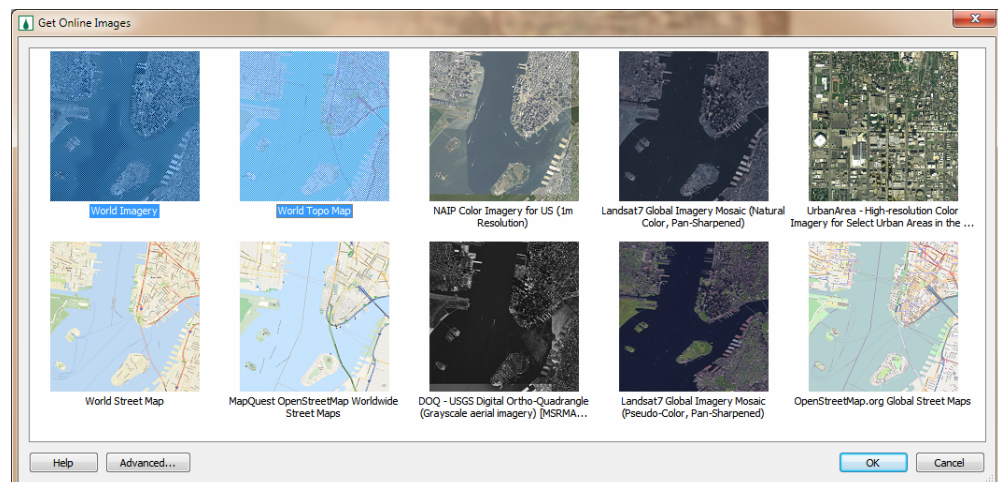 Get Online Images
World Imagery
World Topo Map
NAIP Color Imagery for US (1m
Resolution)
Landsat7 Global Imagery Mosaic (Natural
Color, Pan-Sharpened)
UrbanArea - High-resolution Color
Imagery for Select Urban Areas in the ...
World Street Map
MapQuest OpenStreetMap Worldwide
Street Maps
DOQ - USGS Digital Ortho-Quadrangle
(Grayscale aerial imagery) [MSRMA...
Landsat7 Global Imagery Mosaic
(Pseudo-Color, Pan-Sharpened)
OpenStreetMap.org Global Street Maps
Help
Advanced...
OK
Cancel